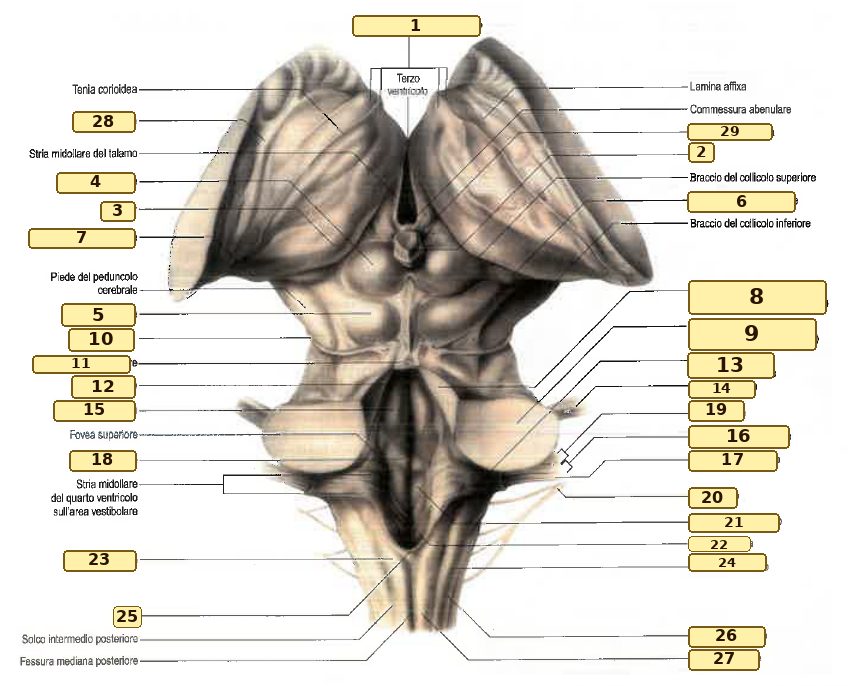 1
Terzo
ventricolo
Tenia corioidea
Lamina affixa
Commessura abenulare
28
29
Stria midollare del talamo
2
4
Braccio del collicolo superiore
3
6
7
Braccio del collicolo inferiore
Piede del peduncolo
cerebrale
8
5
9
10
11
e
13
12
14
15
19
Fovea superiore
16
18
17
Stria midollare
del quarto ventricolo
sull'area vestibolare
20
21
22
23
24
25
26
Solco intermedio posteriore
27
Fessura mediana posteriore